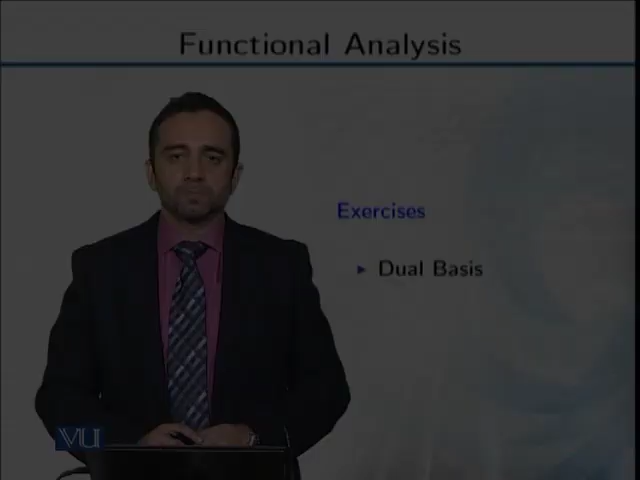 Functional Analysis
Exercises
▸ Dual Basis
VU